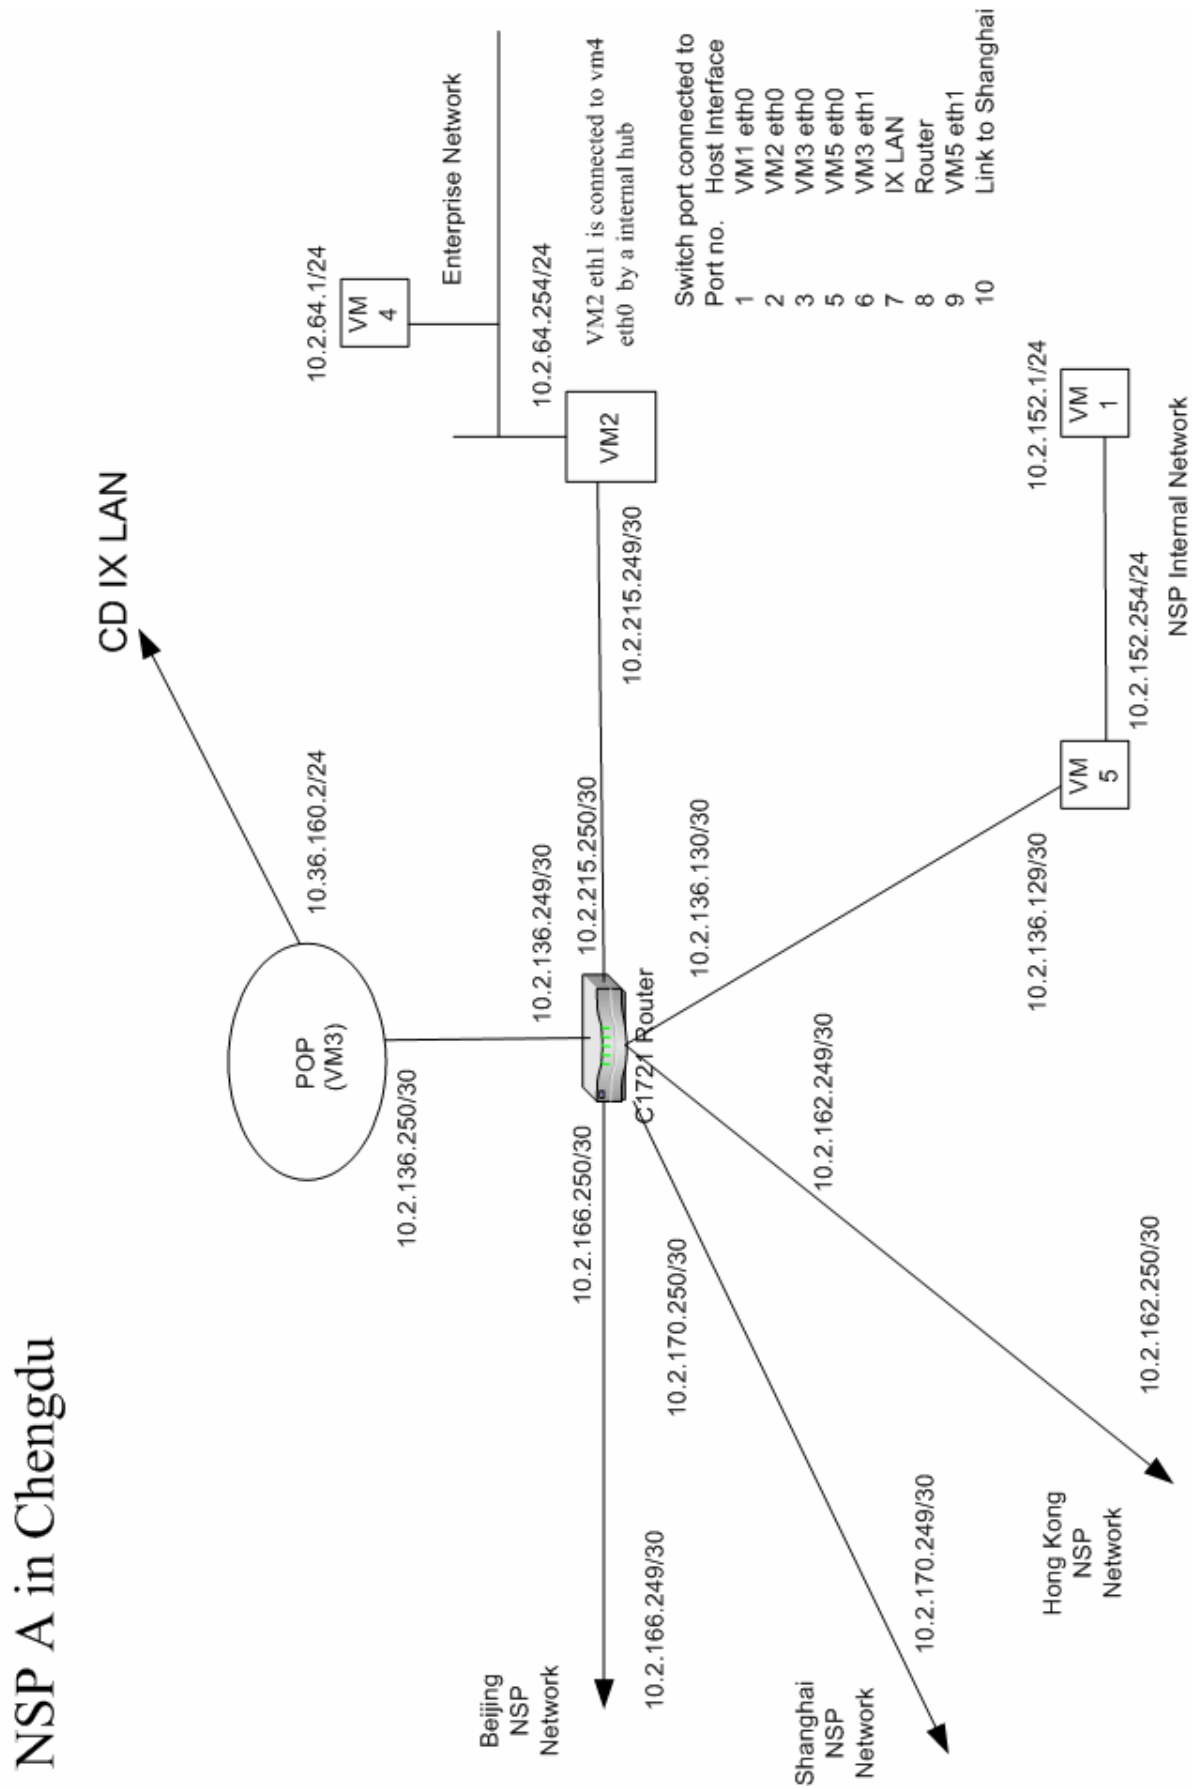 NSP A in Chengdu
CD IX LAN
10.36.160.2/24
POP
(VM3)
10.2.136.250/30
10.2.136.249/30
10.2.64.1/24
VM
4
Enterprise Network
10.2.64.254/24
VM2
VM2 eth1 is connected to vm4
eth0 by a internal hub
10.2.215.249/30
10.2.215.250/30
C1721 Router
10.2.166.250/30
10.2.166.249/30
Beijing
NSP
Network
10.2.170.250/30
10.2.170.249/30
Shanghai
NSP
Network
10.2.162.249/30
10.2.162.250/30
Hong Kong
NSP
Network
10.2.136.130/30
10.2.136.129/30
VM
5
10.2.152.254/24
10.2.152.1/24
VM
1
NSP Internal Network
Switch port connected to
Port no. Host Interface
1 VM1 eth0
2 VM2 eth0
3 VM3 eth0
5 VM5 eth0
6 VM3 eth1
7 IX LAN
8 Router
9 VM5 eth1
10 Link to Shanghai